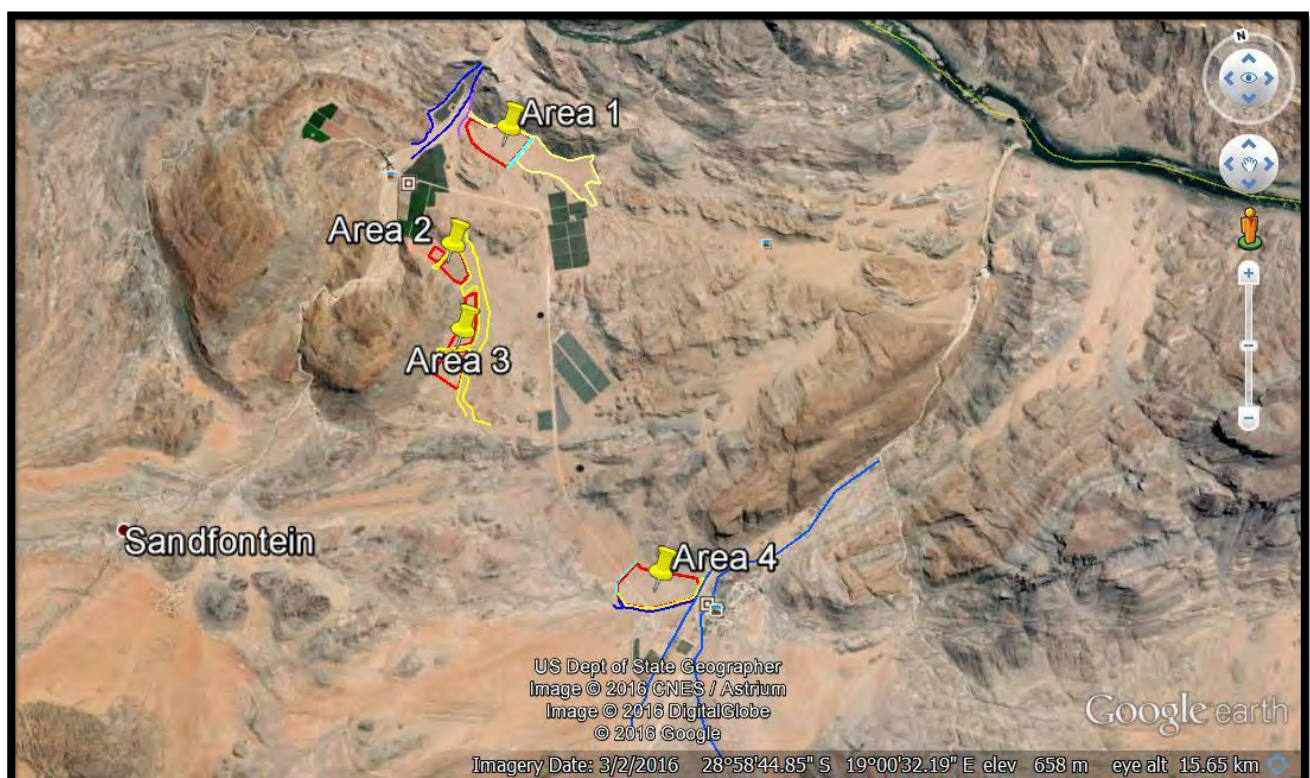 N
Area 1
Area 2
Area 3
Sandfontein
Area 4
US Dept of State Geographer
Image © 2016 CNES / Astrium
Image © 2016 DigitalGlobe
© 2016 Google
Google earth
Imagery Date: 3/2/2016 28°58'44.85" S 19°00'32.19" E elev 658 m eye alt 15.65 km